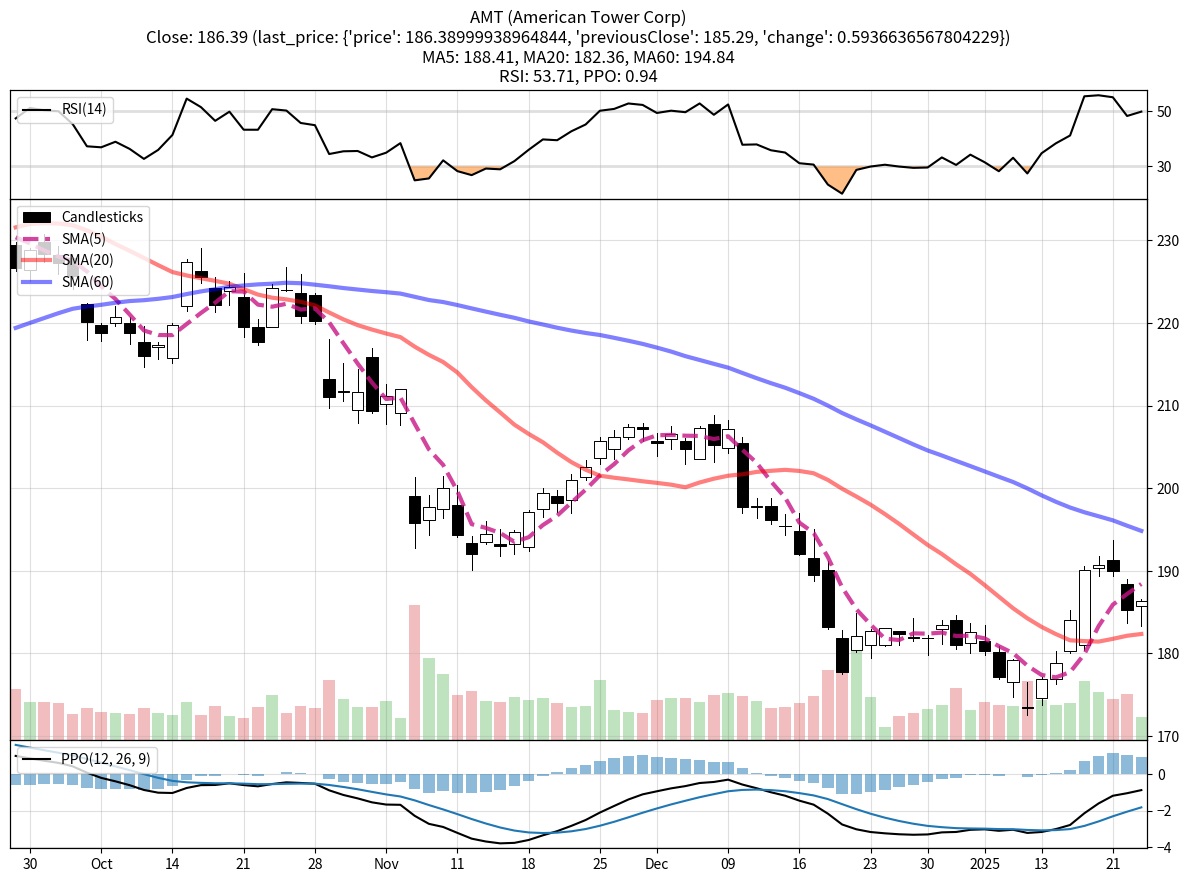 AMT (American Tower Corp)
Close: 186.39 (last_price: {'price': 186.38999938964844, 'previousClose': 185.29, 'change': 0.5936636567804229})
MA5: 188.41, MA20: 182.36, MA60: 194.84
RSI: 53.71, PPO: 0.94
RSI(14)
50
30
Candlesticks
SMA(5)
SMA(20)
SMA(60)
230
220
210
200
190
180
170
PPO(12, 26, 9)
0
−2
−4
30 Oct 14 21 28 Nov 11 18 25 Dec 09 16 23 30 2025 13 21